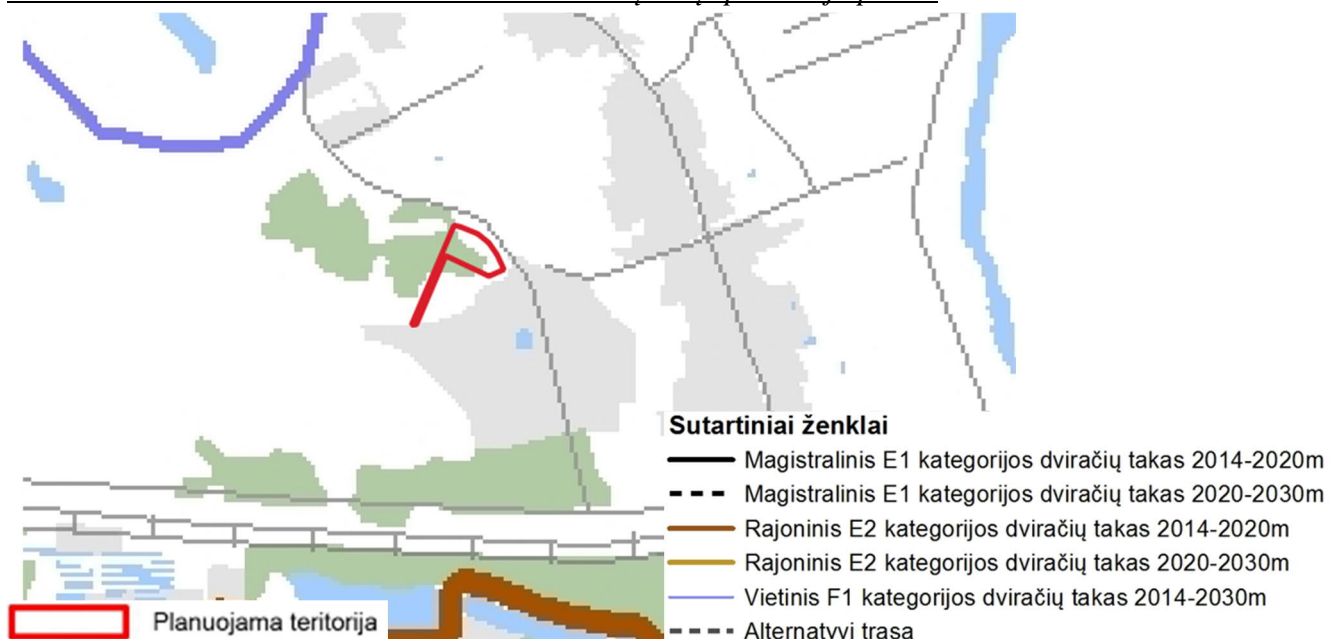 Sutartiniai ženklai
Magistralinis E1 kategorijos dviračių takas 2014-2020m
Magistralinis E1 kategorijos dviračių takas 2020-2030m
Rajoninis E2 kategorijos dviračių takas 2014-2020m
Rajoninis E2 kategorijos dviračių takas 2020-2030m
Vietinis F1 kategorijos dviračių takas 2014-2030m
Alternatyvi trasa
Planuojama teritorija